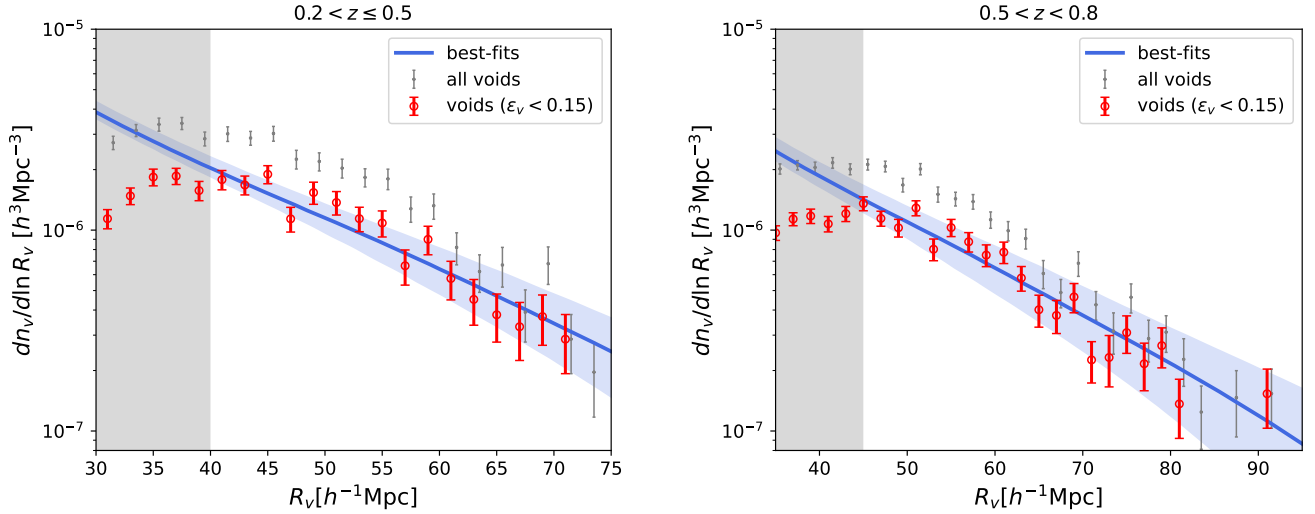 0.2 < z ≤ 0.5
10⁻⁵
10⁻⁶
10⁻⁷
dn_v/d ln R_v [h³Mpc⁻³]
best-fits
all voids
voids (ε_v < 0.15)
30 35 40 45 50 55 60 65 70 75
R_v[h⁻¹Mpc]
0.5 < z < 0.8
10⁻⁵
10⁻⁶
10⁻⁷
dn_v/d ln R_v [h³Mpc⁻³]
best-fits
all voids
voids (ε_v < 0.15)
40 50 60 70 80 90
R_v[h⁻¹Mpc]